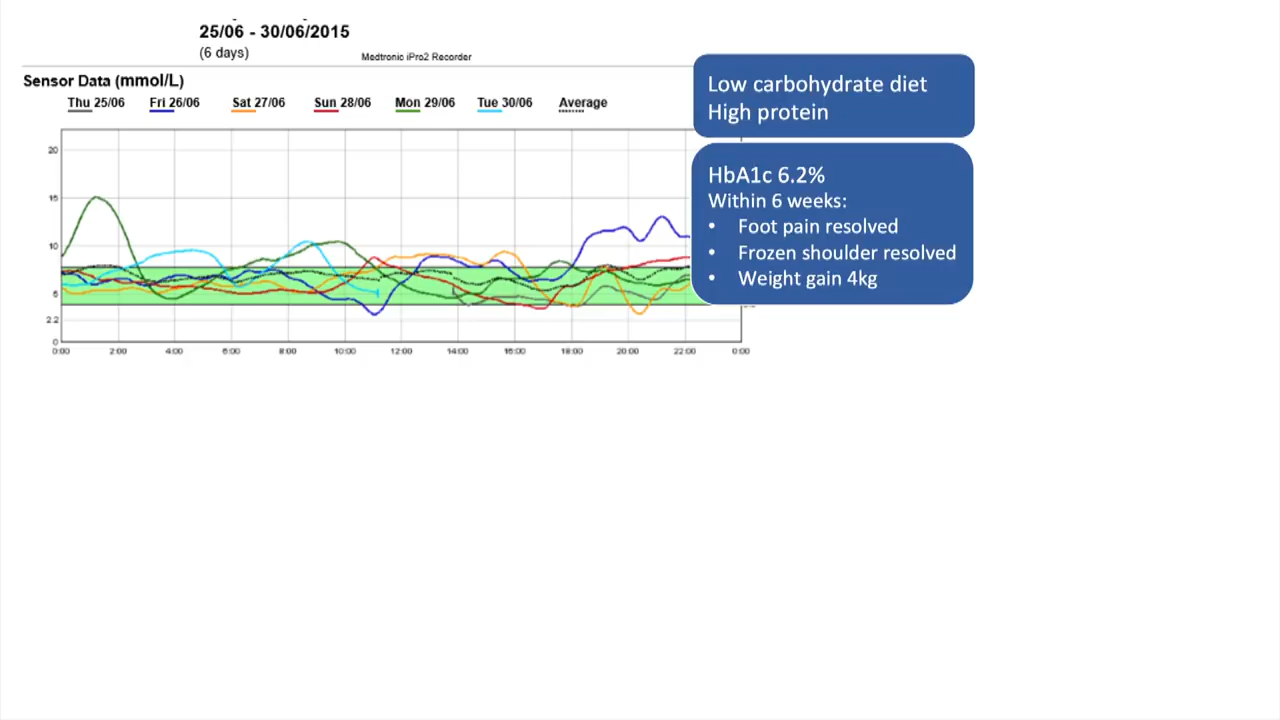 25/06 - 30/06/2015
(6 days)
Medtronic iPro2 Recorder
Sensor Data (mmol/L)
Thu 25/06 Fri 26/06 Sat 27/06 Sun 28/06 Mon 29/06 Tue 30/06 Average
20
15
10
5
2.2
0
0:00 2:00 4:00 6:00 8:00 10:00 12:00 14:00 16:00 18:00 20:00 22:00 0:00
Low carbohydrate diet
High protein
HbA1c 6.2%
Within 6 weeks:
• Foot pain resolved
• Frozen shoulder resolved
• Weight gain 4kg